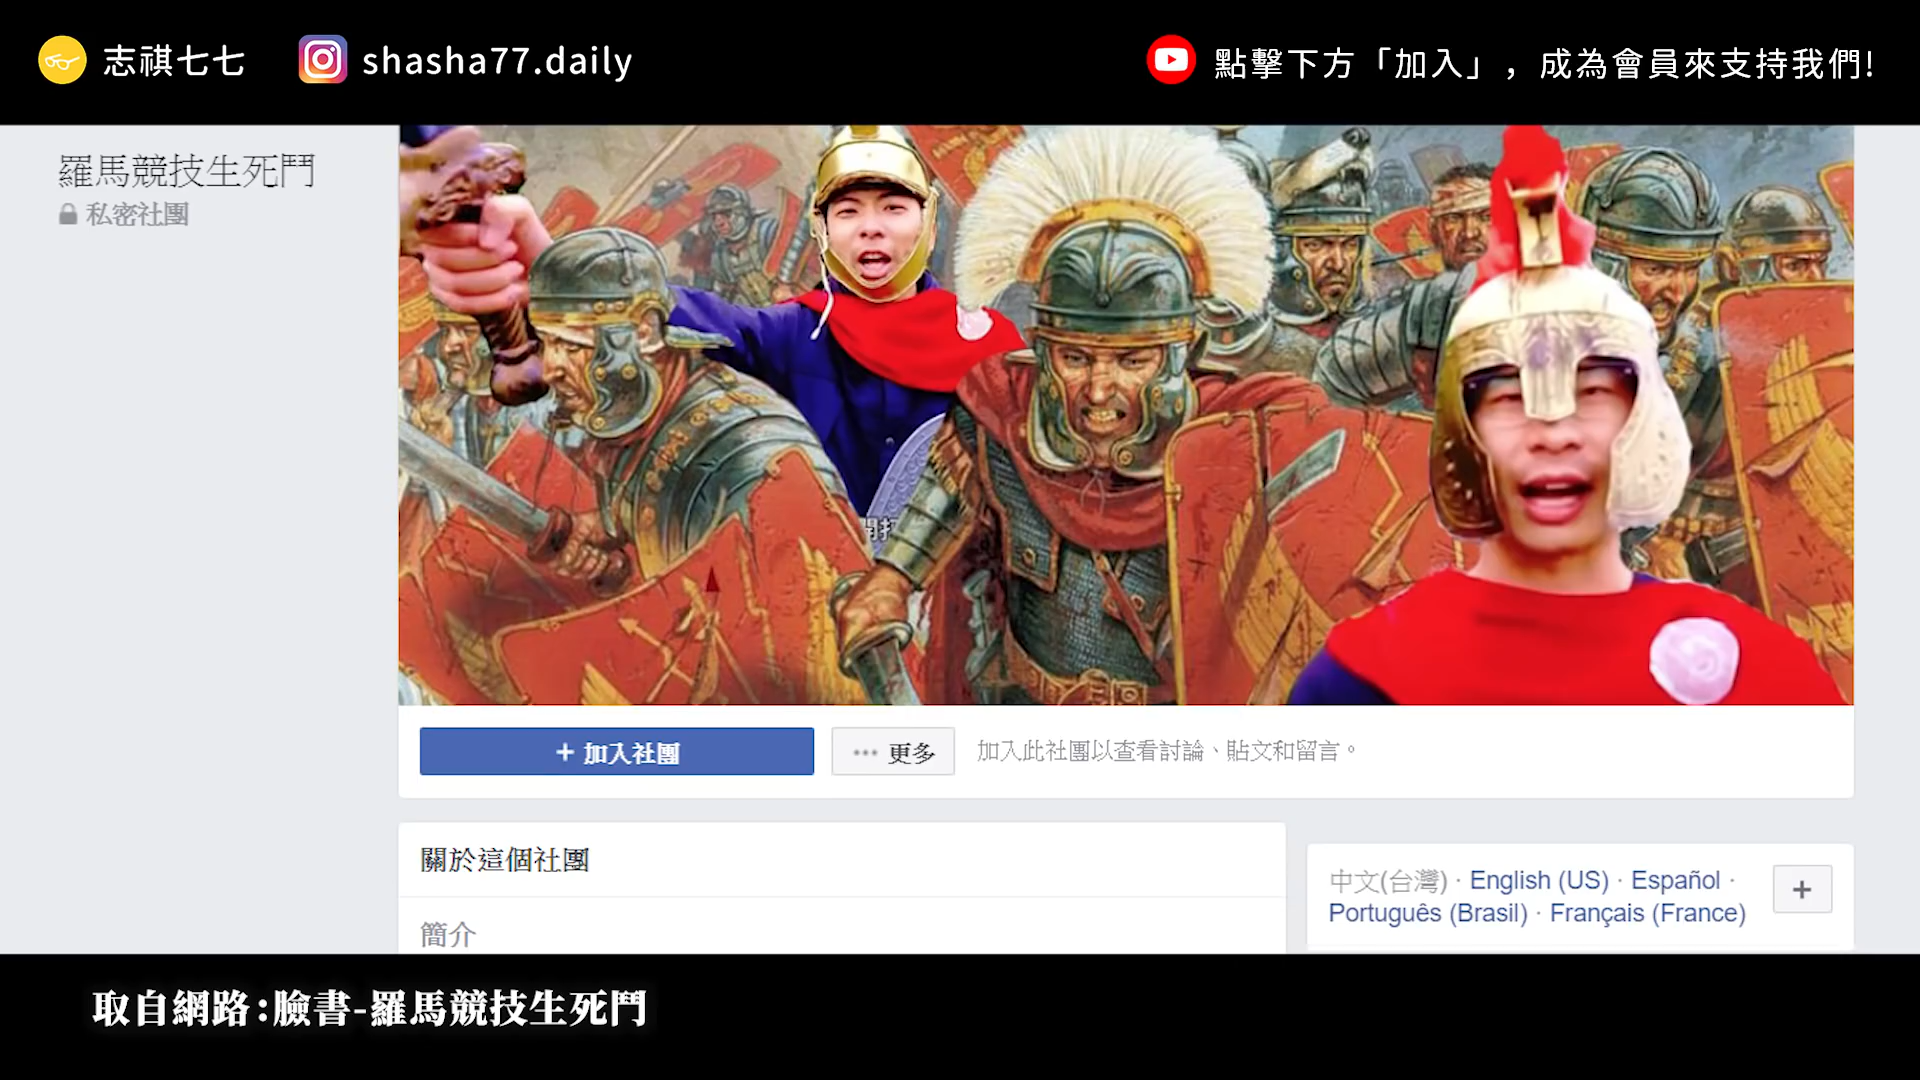 志祺七七
shasha77.daily
點擊下方「加入」，成為會員來支持我們!
羅馬競技生死鬥
私密社團
+ 加入社團
··· 更多
加入此社團以查看討論、貼文和留言。
關於這個社團
簡介
中文(台灣) · English (US) · Español ·
Português (Brasil) · Français (France)
+
取自網路:臉書-羅馬競技生死鬥